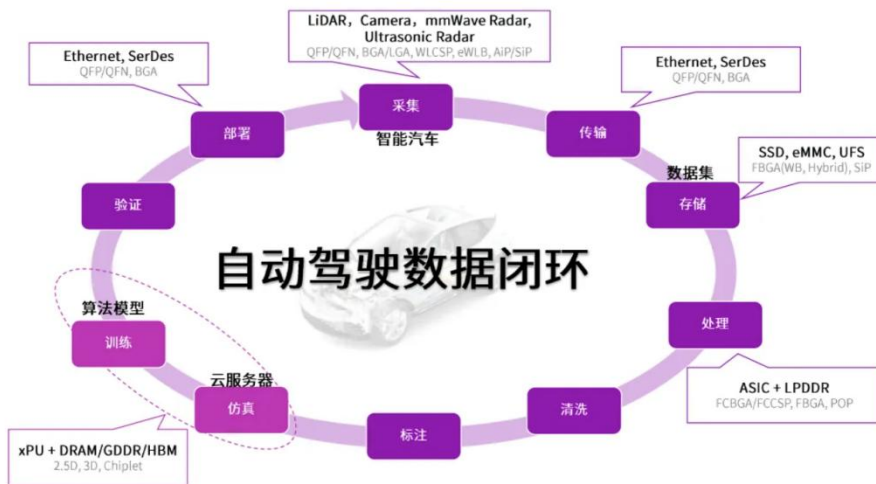 LiDAR，Camera，mmWave Radar,
Ultrasonic Radar
QFP/QFN, BGA/LGA, WLCSP, eWLB, AiP/SiP
Ethernet, SerDes
QFP/QFN, BGA
Ethernet, SerDes
QFP/QFN, BGA
采集
智能汽车
部署
传输
SSD, eMMC, UFS
FBGA(WB, Hybrid), SiP
数据集
存储
验证
自动驾驶数据闭环
算法模型
训练
处理
ASIC + LPDDR
FCBGA/FCCSP, FBGA, POP
云服务器
仿真
清洗
标注
xPU + DRAM/GDDR/HBM
2.5D, 3D, Chiplet